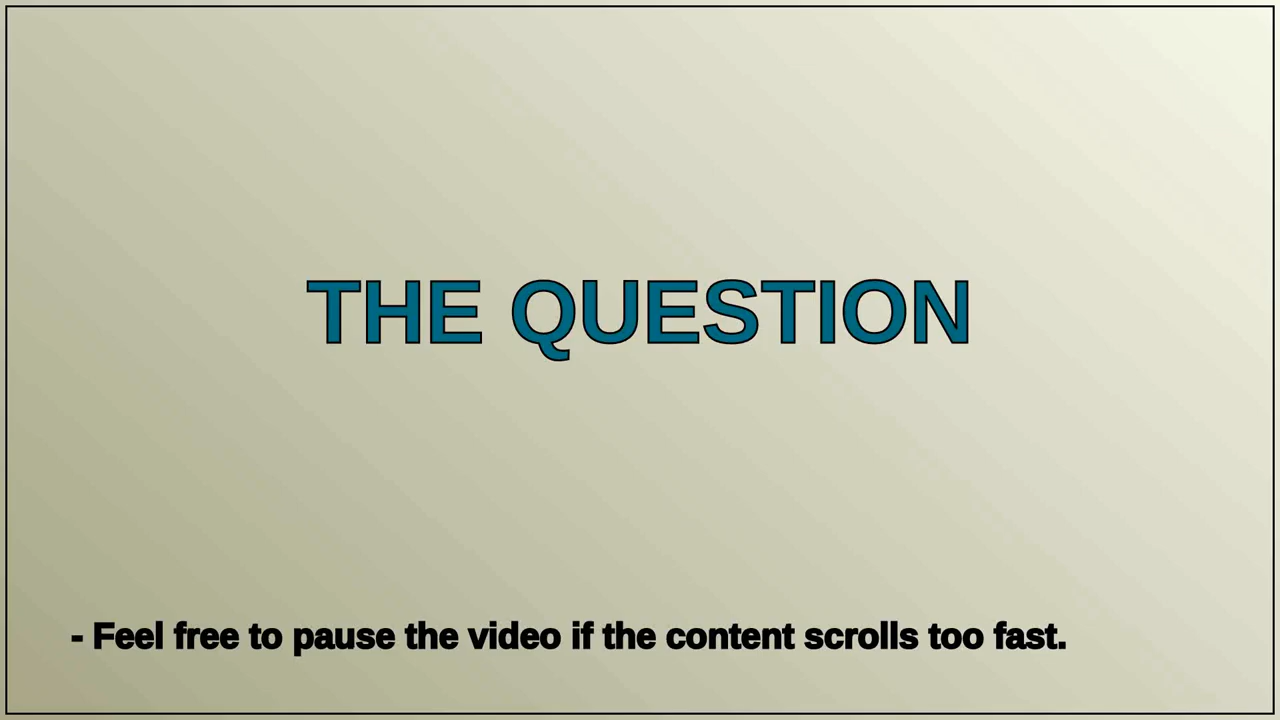 THE QUESTION
- Feel free to pause the video if the content scrolls too fast.